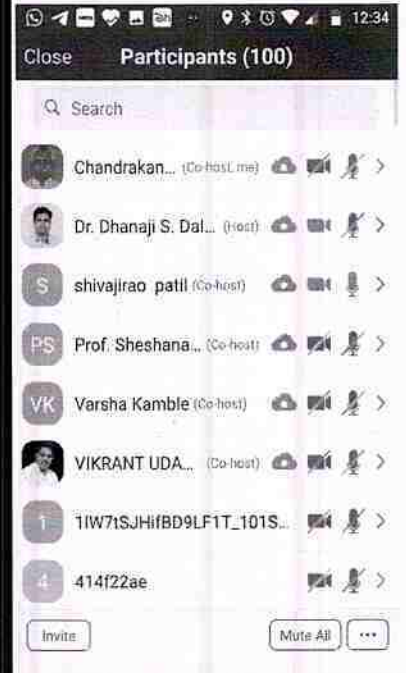 12:34
Close Participants (100)
Search
Chandrakan... (Co-host, me)
Dr. Dhanaji S. Dal... (Host)
S shivajirao patil (Co-host)
PS Prof. Sheshana... (Co-host)
VK Varsha Kamble (Co-host)
VIKRANT UDA... (Co-host)
1 1IW7tSJHifBD9LF1T_101S...
4 414f22ae
Invite Mute All ...